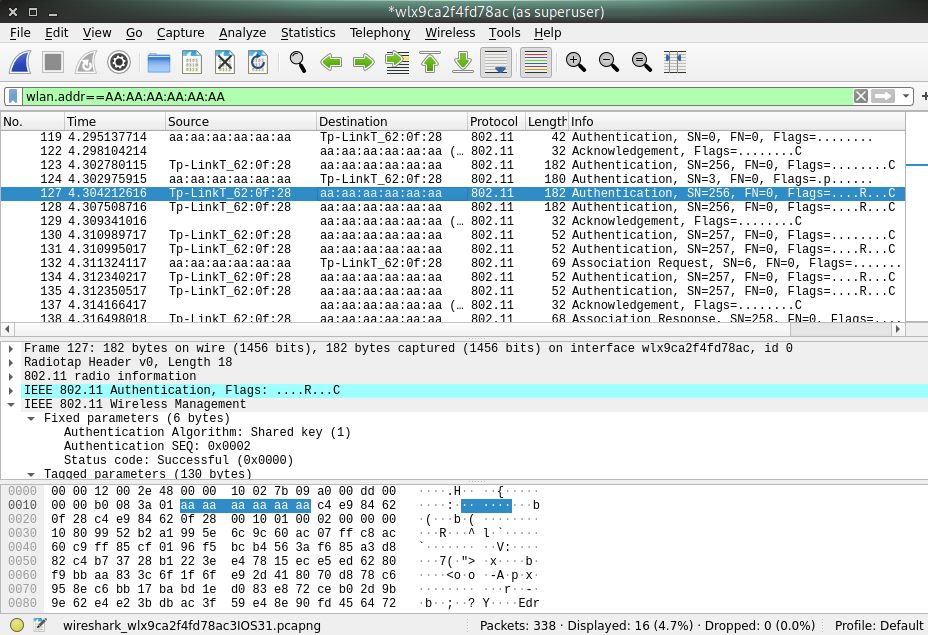 *wlx9ca2f4fd78ac (as superuser)
File Edit View Go Capture Analyze Statistics Telephony Wireless Tools Help
wlan.addr==AA:AA:AA:AA:AA:AA
No. Time Source Destination Protocol Length Info
119 4.295137714 aa:aa:aa:aa:aa:aa Tp-LinkT_62:0f:28 802.11 42 Authentication, SN=0, FN=0, Flags=........
122 4.298104214 aa:aa:aa:aa:aa:aa (… 802.11 32 Acknowledgement, Flags=........C
123 4.302780115 Tp-LinkT_62:0f:28 aa:aa:aa:aa:aa:aa 802.11 182 Authentication, SN=256, FN=0, Flags=........C
124 4.302975915 aa:aa:aa:aa:aa:aa Tp-LinkT_62:0f:28 802.11 180 Authentication, SN=3, FN=0, Flags=.p......
127 4.304212616 Tp-LinkT_62:0f:28 aa:aa:aa:aa:aa:aa 802.11 182 Authentication, SN=256, FN=0, Flags=....R...C
128 4.307508716 Tp-LinkT_62:0f:28 aa:aa:aa:aa:aa:aa 802.11 182 Authentication, SN=256, FN=0, Flags=....R...C
129 4.309341016 aa:aa:aa:aa:aa:aa (… 802.11 32 Acknowledgement, Flags=........C
130 4.310989717 Tp-LinkT_62:0f:28 aa:aa:aa:aa:aa:aa 802.11 52 Authentication, SN=257, FN=0, Flags=........C
131 4.310995017 Tp-LinkT_62:0f:28 aa:aa:aa:aa:aa:aa 802.11 52 Authentication, SN=257, FN=0, Flags=....R...C
132 4.311324117 aa:aa:aa:aa:aa:aa Tp-LinkT_62:0f:28 802.11 69 Association Request, SN=6, FN=0, Flags=.......
134 4.312340217 Tp-LinkT_62:0f:28 aa:aa:aa:aa:aa:aa 802.11 52 Authentication, SN=257, FN=0, Flags=....R...C
135 4.312350517 Tp-LinkT_62:0f:28 aa:aa:aa:aa:aa:aa 802.11 52 Authentication, SN=257, FN=0, Flags=....R...C
137 4.314166417 aa:aa:aa:aa:aa:aa (… 802.11 32 Acknowledgement, Flags=........C
138 4.316498018 Tp-LinkT_62:0f:28 aa:aa:aa:aa:aa:aa 802.11 68 Association Response, SN=258, FN=0, Flags=....
Frame 127: 182 bytes on wire (1456 bits), 182 bytes captured (1456 bits) on interface wlx9ca2f4fd78ac, id 0
Radiotap Header v0, Length 18
802.11 radio information
IEEE 802.11 Authentication, Flags: ....R...C
IEEE 802.11 Wireless Management
Fixed parameters (6 bytes)
Authentication Algorithm: Shared key (1)
Authentication SEQ: 0x0002
Status code: Successful (0x0000)
Tagged parameters (130 bytes)
0000 00 00 12 00 2e 48 00 00 10 02 7b 09 a0 00 dd 00 ·····H·· ··{·····
0010 00 00 b0 08 3a 01 aa aa aa aa aa aa c4 e9 84 62 ····:··· ·······b
0020 0f 28 c4 e9 84 62 0f 28 00 10 01 00 02 00 00 00 ·(···b·( ········
0030 10 80 99 52 b2 a1 99 5e 6c 9c 60 ac 07 ff c8 ac ···R···^ l·`·····
0040 60 c9 ff 85 cf 01 96 f5 bc b4 56 3a f6 85 a3 d8 `······· ··V:····
0050 82 c4 b7 37 28 b1 22 3e e4 78 15 ec e5 ed 62 80 ···7(·"> ·x····b·
0060 f9 bb aa 83 3c 6f 1f 6f e9 2d 41 80 70 d8 78 c6 ····<o·o ·-A·p·x·
0070 95 8e c6 bb 17 ba bd 1e d0 83 e8 72 ce b0 2d 9b ········ ···r··-·
0080 9e 62 e4 e2 3b db ac 3f 59 e4 8e 90 fd 45 64 72 ·b··;··? Y····Edr
wireshark_wlx9ca2f4fd78ac3IOS31.pcapng Packets: 338 · Displayed: 16 (4.7%) · Dropped: 0 (0.0%) Profile: Default